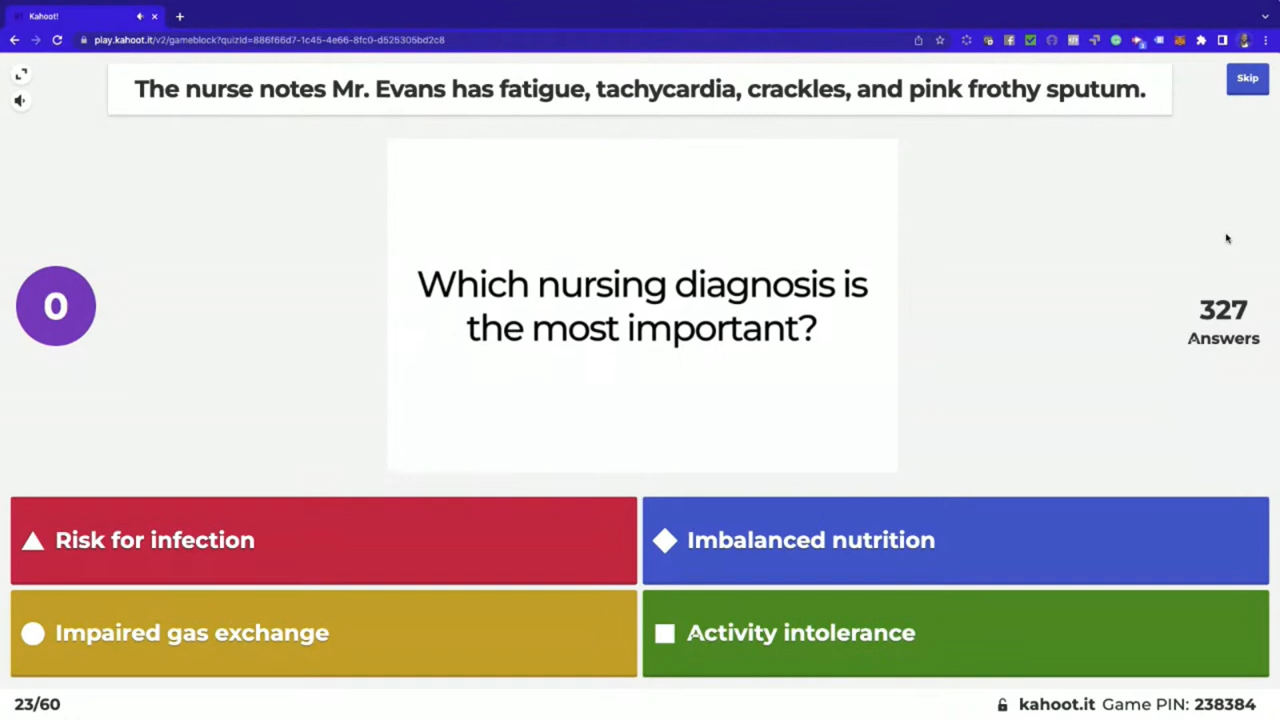 Kahoot!
play.kahoot.it/v2/gameblock?quizId=886f66d7-1c45-4e66-8fc0-d525305bd2c8
The nurse notes Mr. Evans has fatigue, tachycardia, crackles, and pink frothy sputum.
Skip
Which nursing diagnosis is
the most important?
0
327
Answers
Risk for infection
Imbalanced nutrition
Impaired gas exchange
Activity intolerance
23/60
kahoot.it Game PIN: 238384